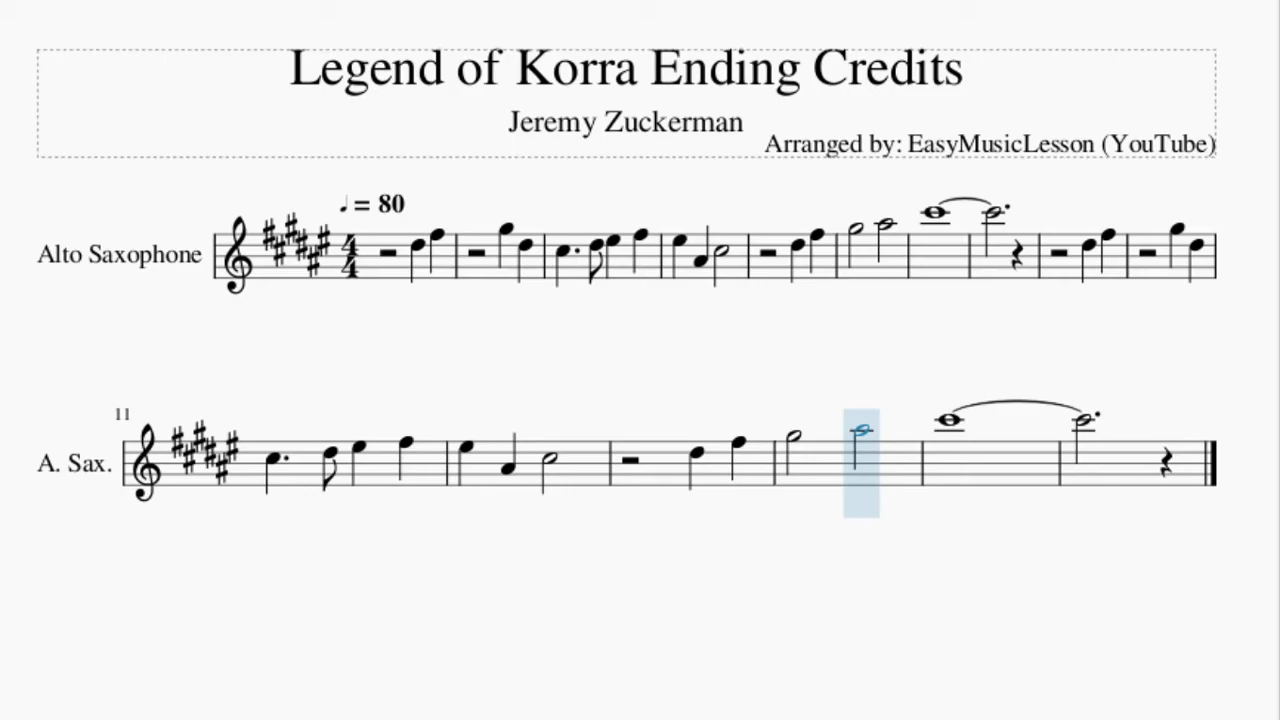 Legend of Korra Ending Credits
Jeremy Zuckerman
Arranged by: EasyMusicLesson (YouTube)
♩ = 80
Alto Saxophone
4
4
11
A. Sax.